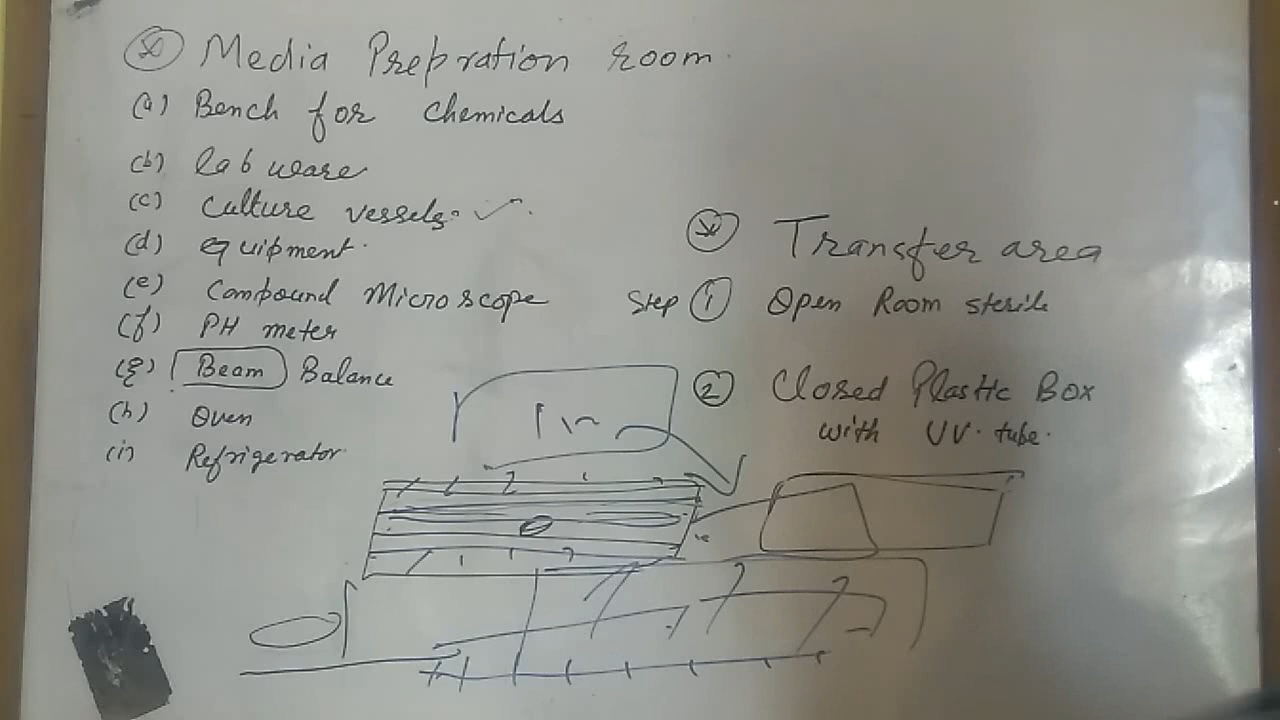 Media Prepration room.
(a) Bench for chemicals
(b) lab ware
(c) culture vessels.
(d) equipment.
(e) Compound Microscope
(f) PH meter
(g) Beam Balance
(h) Oven
(i) Refrigerator.
Transfer area
Step 1 Open Room sterile
2 Closed Plastic Box
with UV. tube.